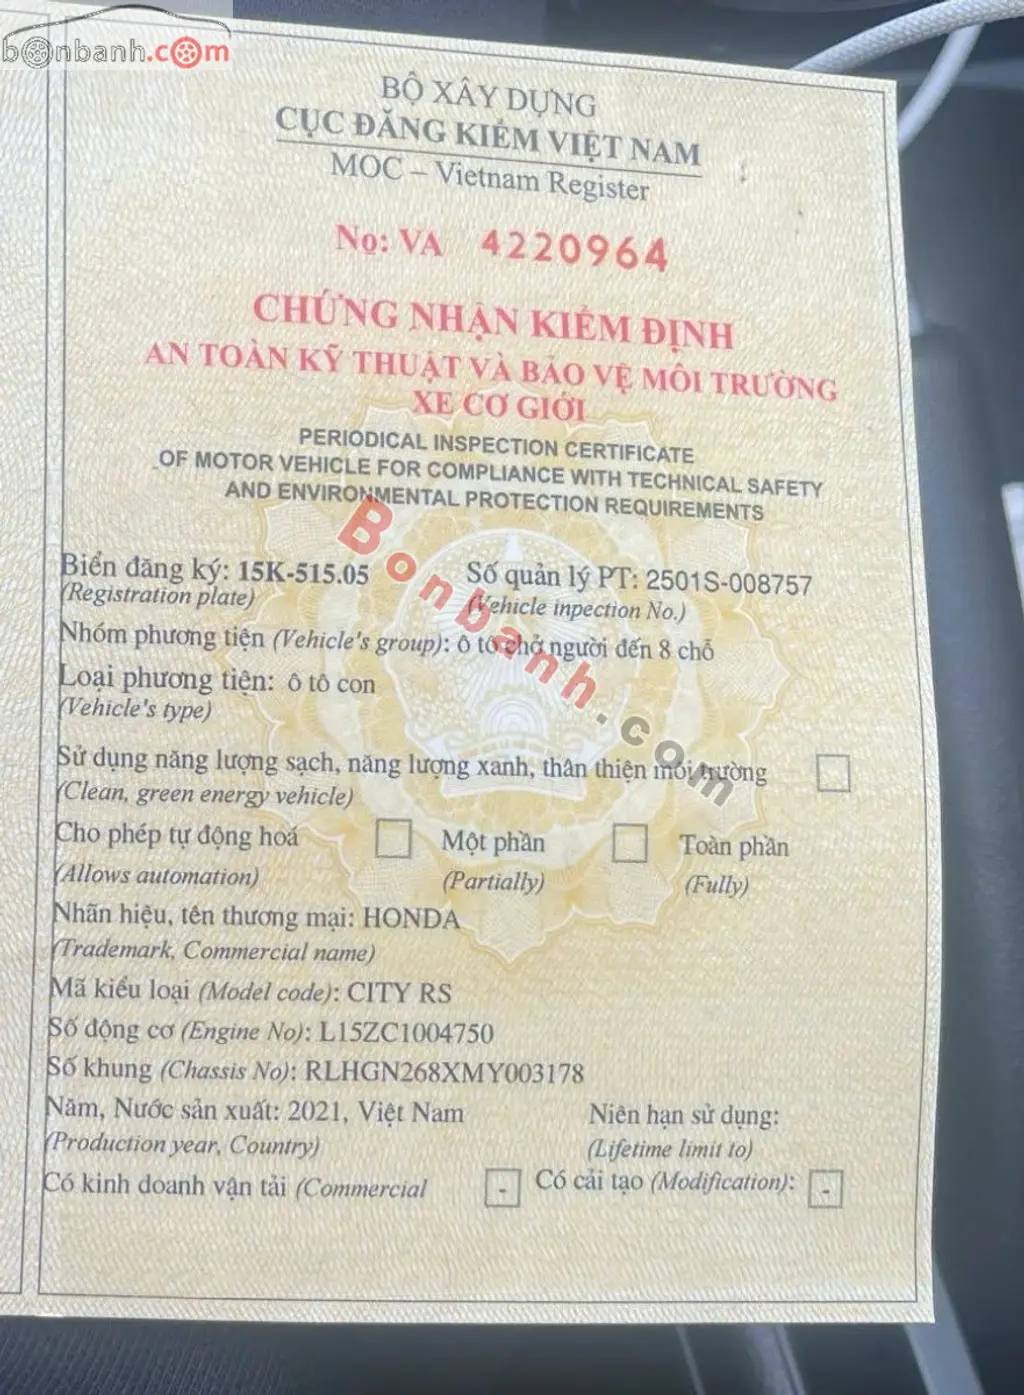 bonbanh.com
BỘ XÂY DỰNG
CỤC ĐĂNG KIỂM VIỆT NAM
MOC – Vietnam Register
Nọ: VA 4220964
CHỨNG NHẬN KIỂM ĐỊNH
AN TOÀN KỸ THUẬT VÀ BẢO VỆ MÔI TRƯỜNG
XE CƠ GIỚI
PERIODICAL INSPECTION CERTIFICATE
OF MOTOR VEHICLE FOR COMPLIANCE WITH TECHNICAL SAFETY
AND ENVIRONMENTAL PROTECTION REQUIREMENTS
Bonbanh.com
Biển đăng ký: 15K-515.05 Số quản lý PT: 2501S-008757
(Registration plate) (Vehicle inpection No.)
Nhóm phương tiện (Vehicle's group): ô tô chở người đến 8 chỗ
Loại phương tiện: ô tô con
(Vehicle's type)
Sử dụng năng lượng sạch, năng lượng xanh, thân thiện môi trường
(Clean, green energy vehicle)
Cho phép tự động hoá Một phần Toàn phần
(Allows automation) (Partially) (Fully)
Nhãn hiệu, tên thương mại: HONDA
(Trademark, Commercial name)
Mã kiểu loại (Model code): CITY RS
Số động cơ (Engine No): L15ZC1004750
Số khung (Chassis No): RLHGN268XMY003178
Năm, Nước sản xuất: 2021, Việt Nam Niên hạn sử dụng:
(Production year, Country) (Lifetime limit to)
Có kinh doanh vận tải (Commercial - Có cải tạo (Modification): -